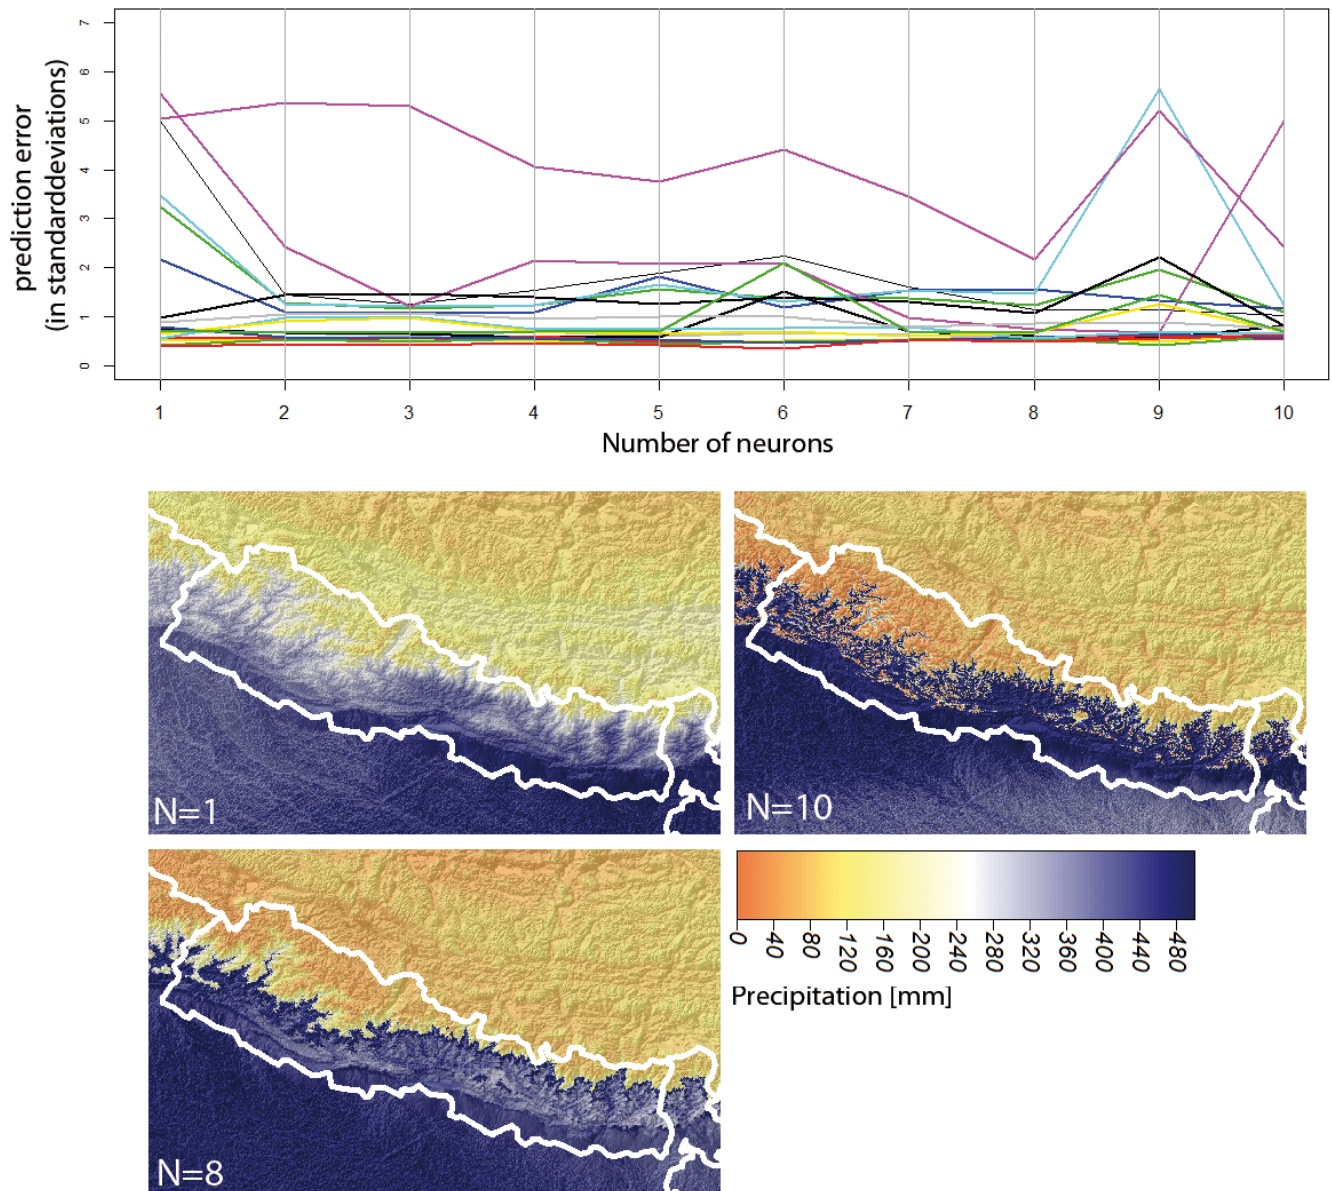 7
6
5
4
3
2
1
0
prediction error
(in standarddeviations)
1 2 3 4 5 6 7 8 9 10
Number of neurons
N=1
N=10
N=8
0 40 80 120 160 200 240 280 320 360 400 440 480
Precipitation [mm]